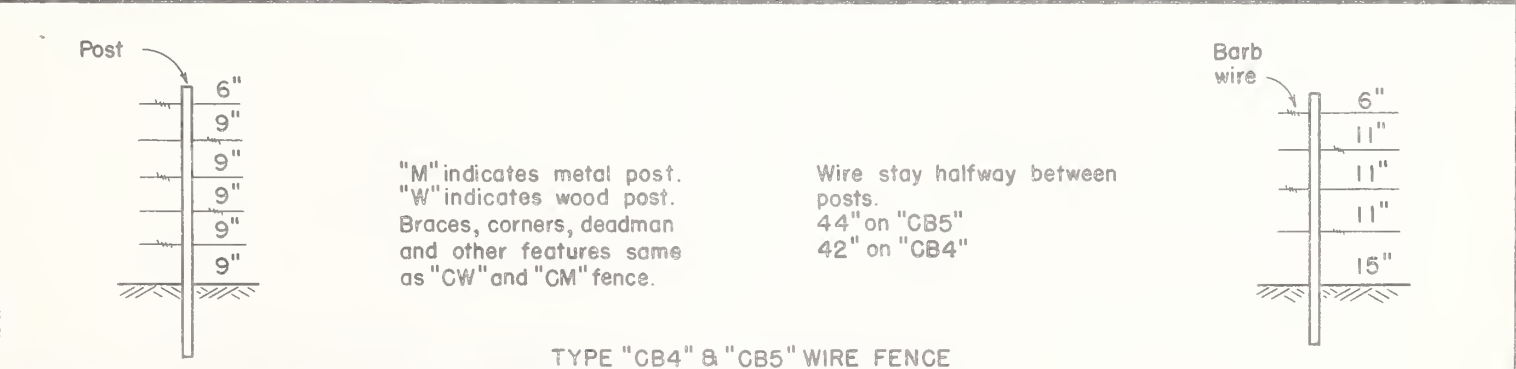 Post
6"
9"
9"
9"
9"
9"
"M" indicates metal post.
"W" indicates wood post.
Braces, corners, deadman
and other features same
as "CW" and "CM" fence.
Wire stay halfway between
posts.
44" on "CB5"
42" on "CB4"
Barb
wire
6"
11"
11"
11"
15"
TYPE "CB4" & "CB5" WIRE FENCE